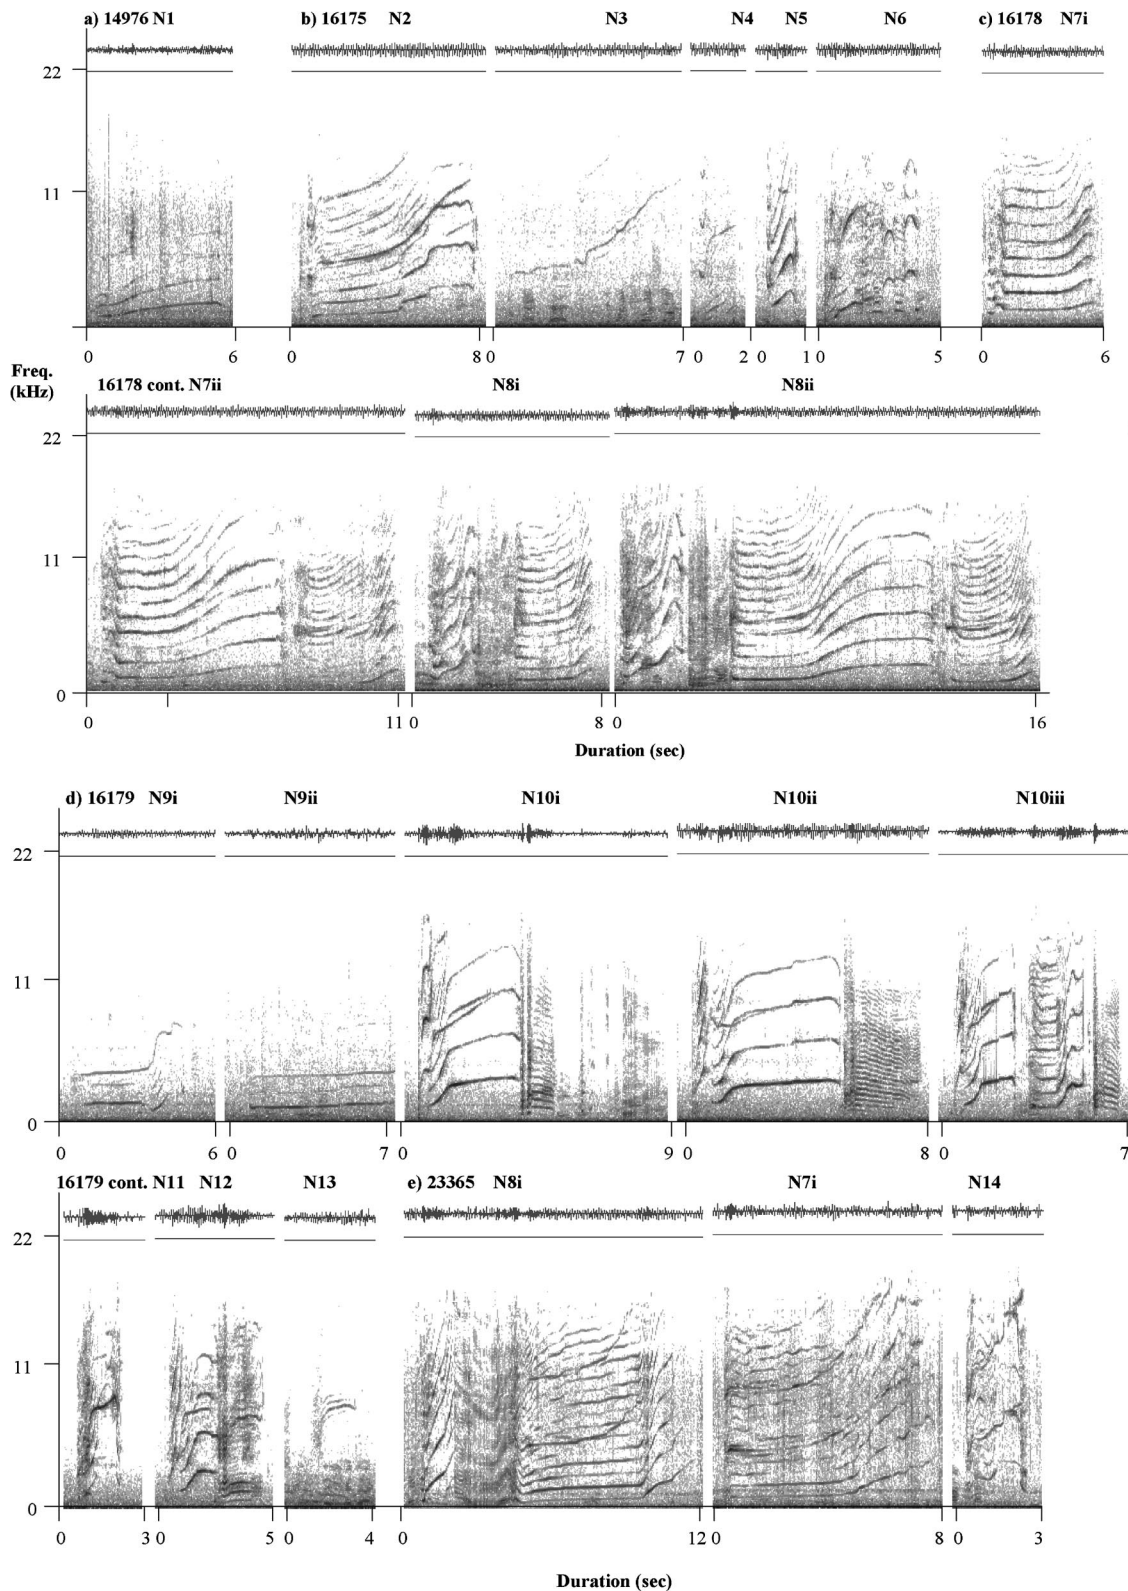 a) 14976 N1 b) 16175 N2 N3 N4 N5 N6 c) 16178 N7i
22
11
0 6 0 8 0 7 0 2 0 1 0 5 0 6
Freq.
(kHz)
16178 cont. N7ii N8i N8ii
22
11
0
0 11 0 8 0 16
Duration (sec)
d) 16179 N9i N9ii N10i N10ii N10iii
22
11
0
0 6 0 7 0 9 0 8 0 7
16179 cont. N11 N12 N13 e) 23365 N8i N7i N14
22
11
0
0 3 0 5 0 4 0 12 0 8 0 3
Duration (sec)